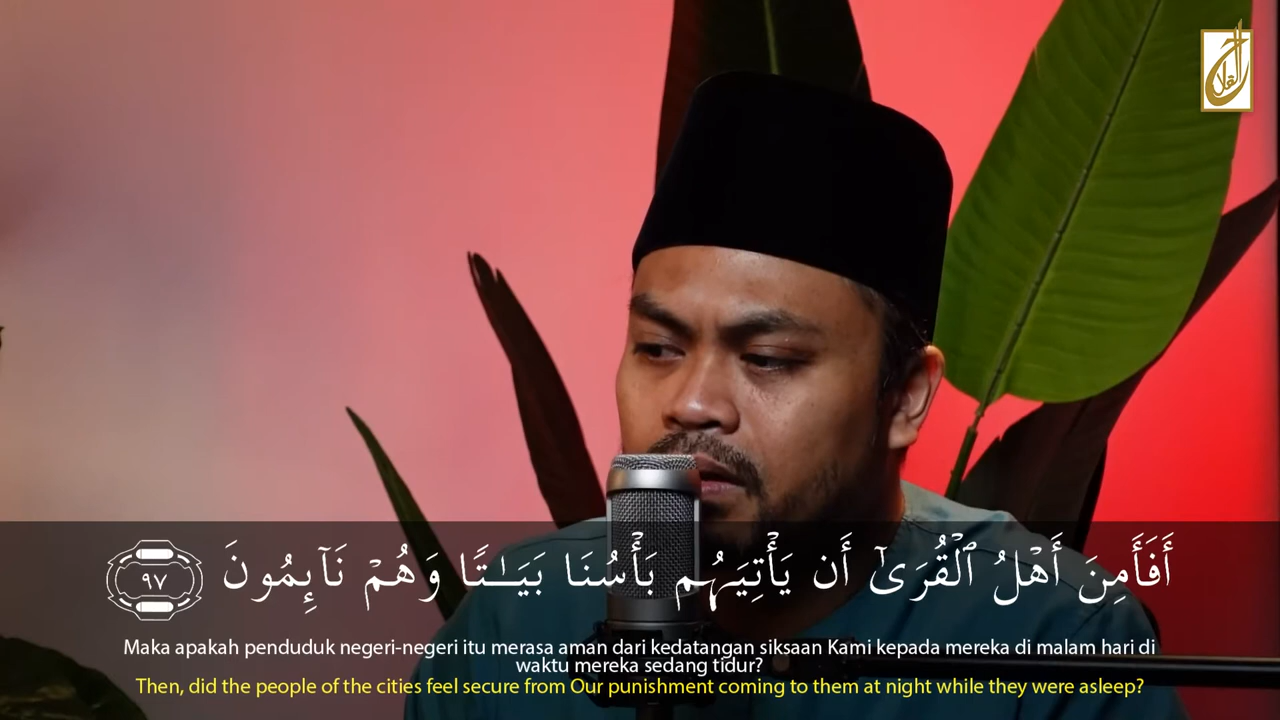 العلاج
أَفَأَمِنَ أَهْلُ ٱلْقُرَىٰٓ أَن يَأْتِيَهُم بَأْسُنَا بَيَـٰتًا وَهُمْ نَآئِمُونَ ٩٧
Maka apakah penduduk negeri-negeri itu merasa aman dari kedatangan siksaan Kami kepada mereka di malam hari di
waktu mereka sedang tidur?
Then, did the people of the cities feel secure from Our punishment coming to them at night while they were asleep?